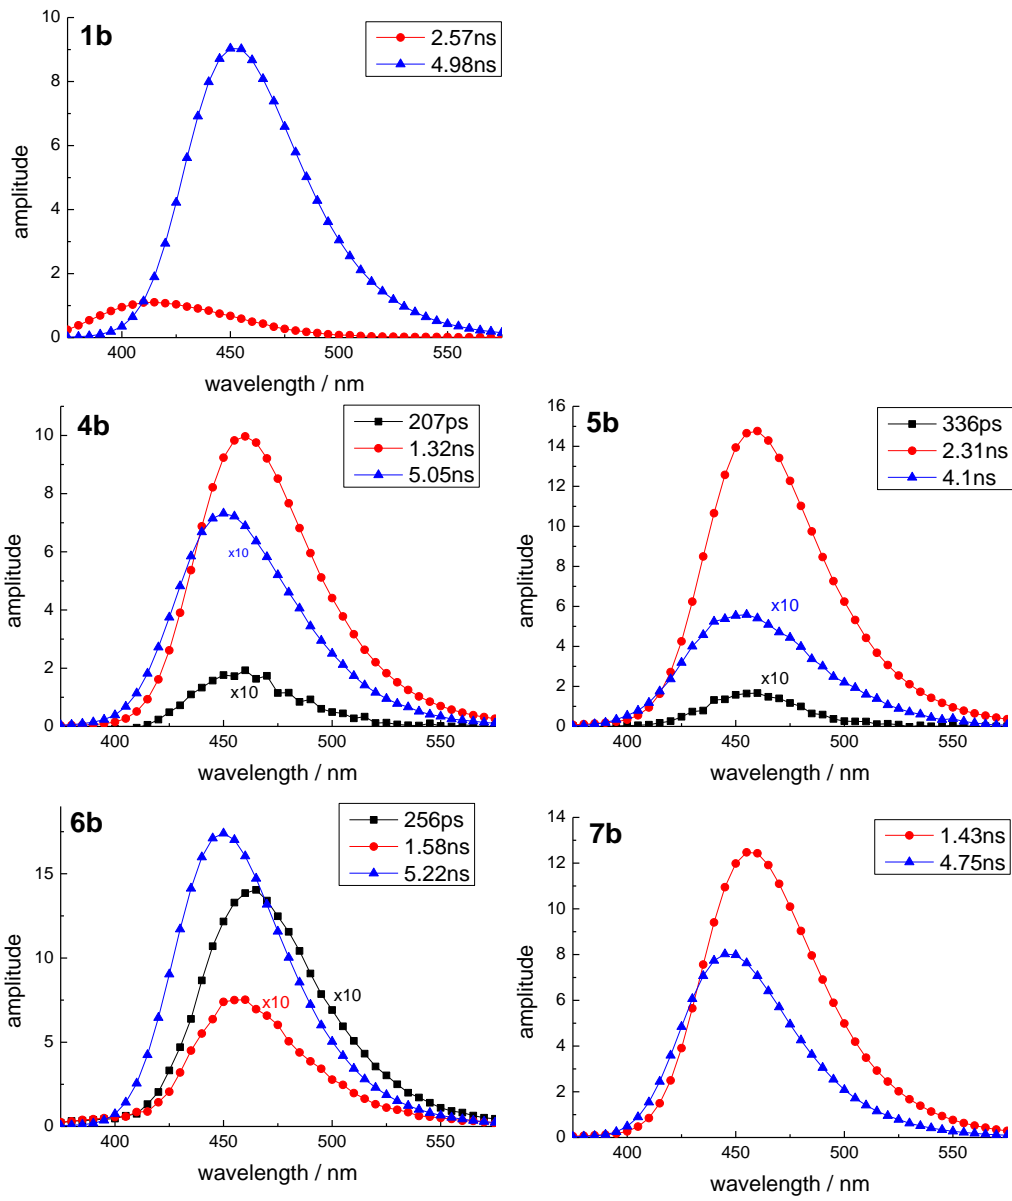 1b
2.57ns
4.98ns
10
8
6
4
2
0
amplitude
400 450 500 550
wavelength / nm
4b
207ps
1.32ns
5.05ns
10
8
6
4
2
0
amplitude
x10
x10
400 450 500 550
wavelength / nm
5b
336ps
2.31ns
4.1ns
16
14
12
10
8
6
4
2
0
amplitude
x10
x10
400 450 500 550
wavelength / nm
6b
256ps
1.58ns
5.22ns
15
10
5
0
amplitude
x10
x10
400 450 500 550
wavelength / nm
7b
1.43ns
4.75ns
14
12
10
8
6
4
2
0
amplitude
400 450 500 550
wavelength / nm